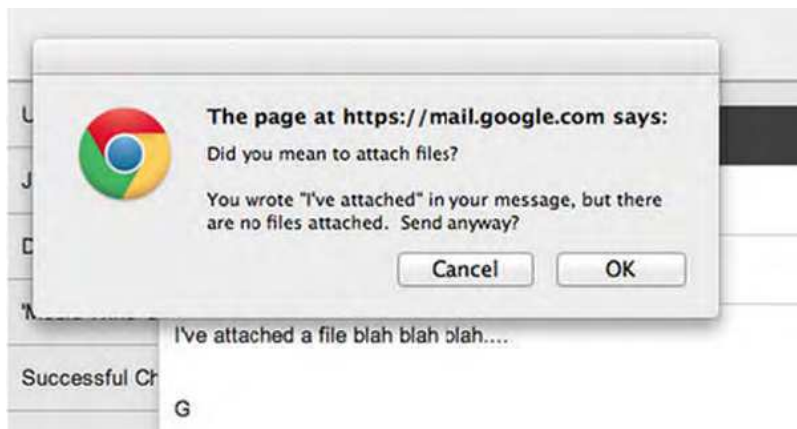 The page at https://mail.google.com says:
Did you mean to attach files?
You wrote "I've attached" in your message, but there
are no files attached. Send anyway?
Cancel OK
I've attached a file blah blah blah....
Successful Ch
G